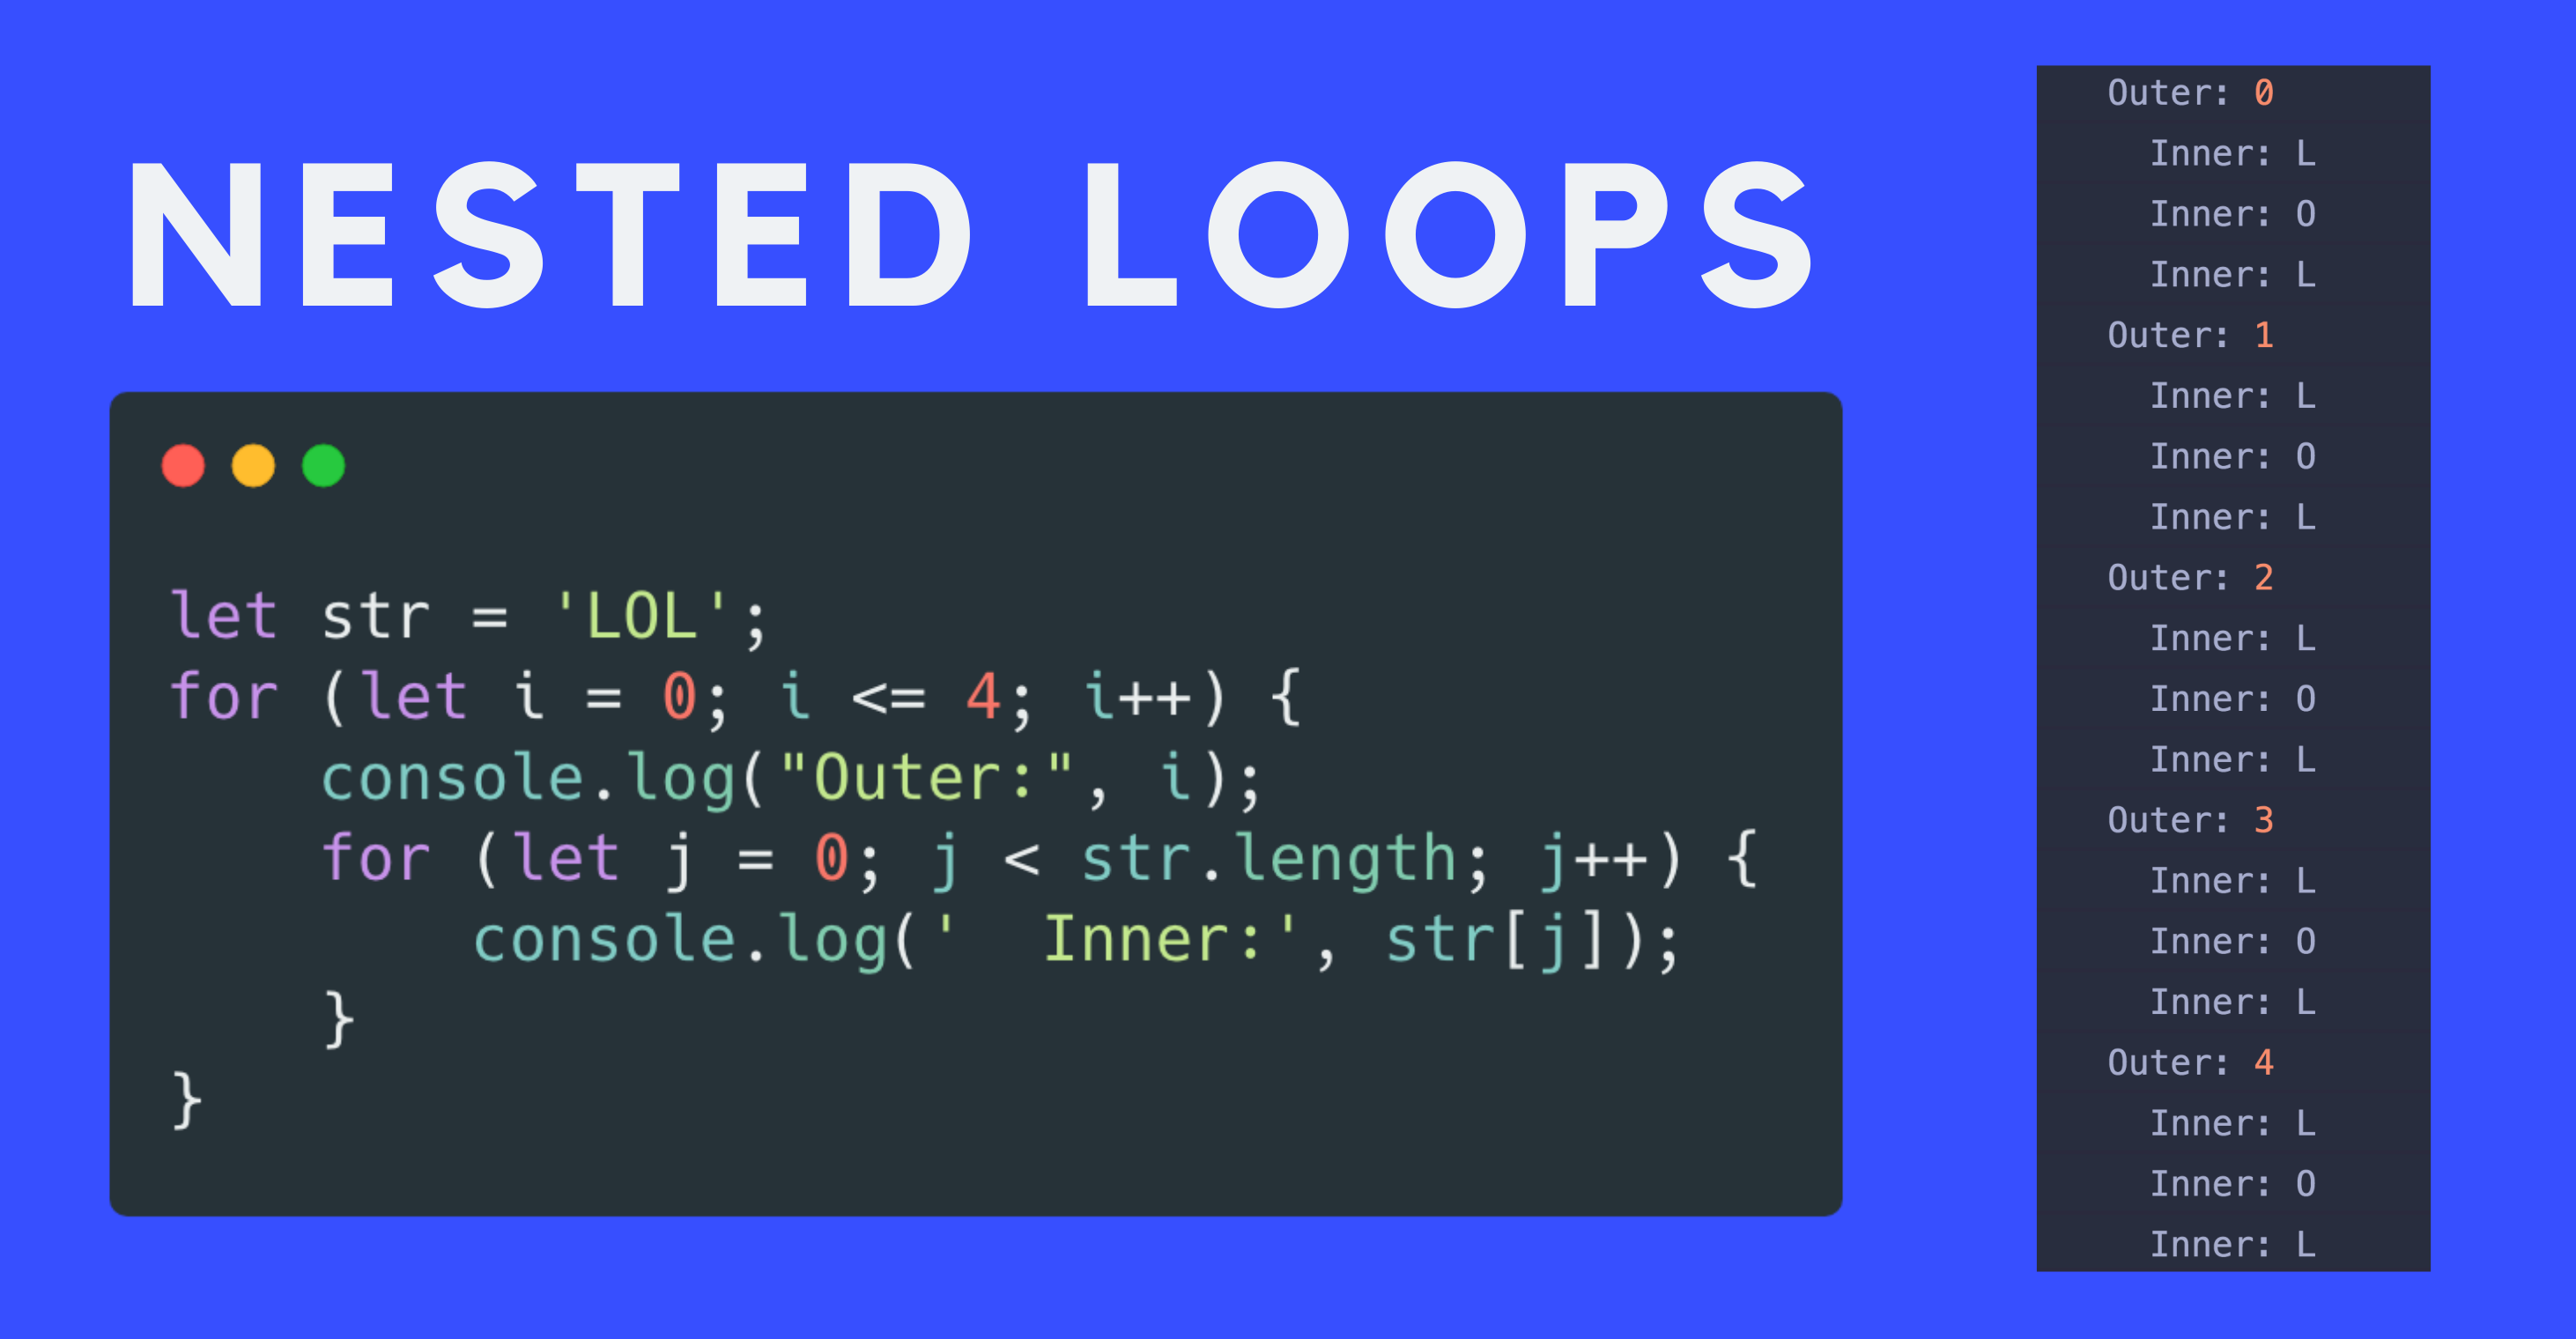 NESTED LOOPS
let str = 'LOL';
for (let i = 0; i <= 4; i++) {
    console.log("Outer:", i);
    for (let j = 0; j < str.length; j++) {
        console.log('  Inner:', str[j]);
    }
}
Outer: 0
  Inner: L
  Inner: O
  Inner: L
Outer: 1
  Inner: L
  Inner: O
  Inner: L
Outer: 2
  Inner: L
  Inner: O
  Inner: L
Outer: 3
  Inner: L
  Inner: O
  Inner: L
Outer: 4
  Inner: L
  Inner: O
  Inner: L